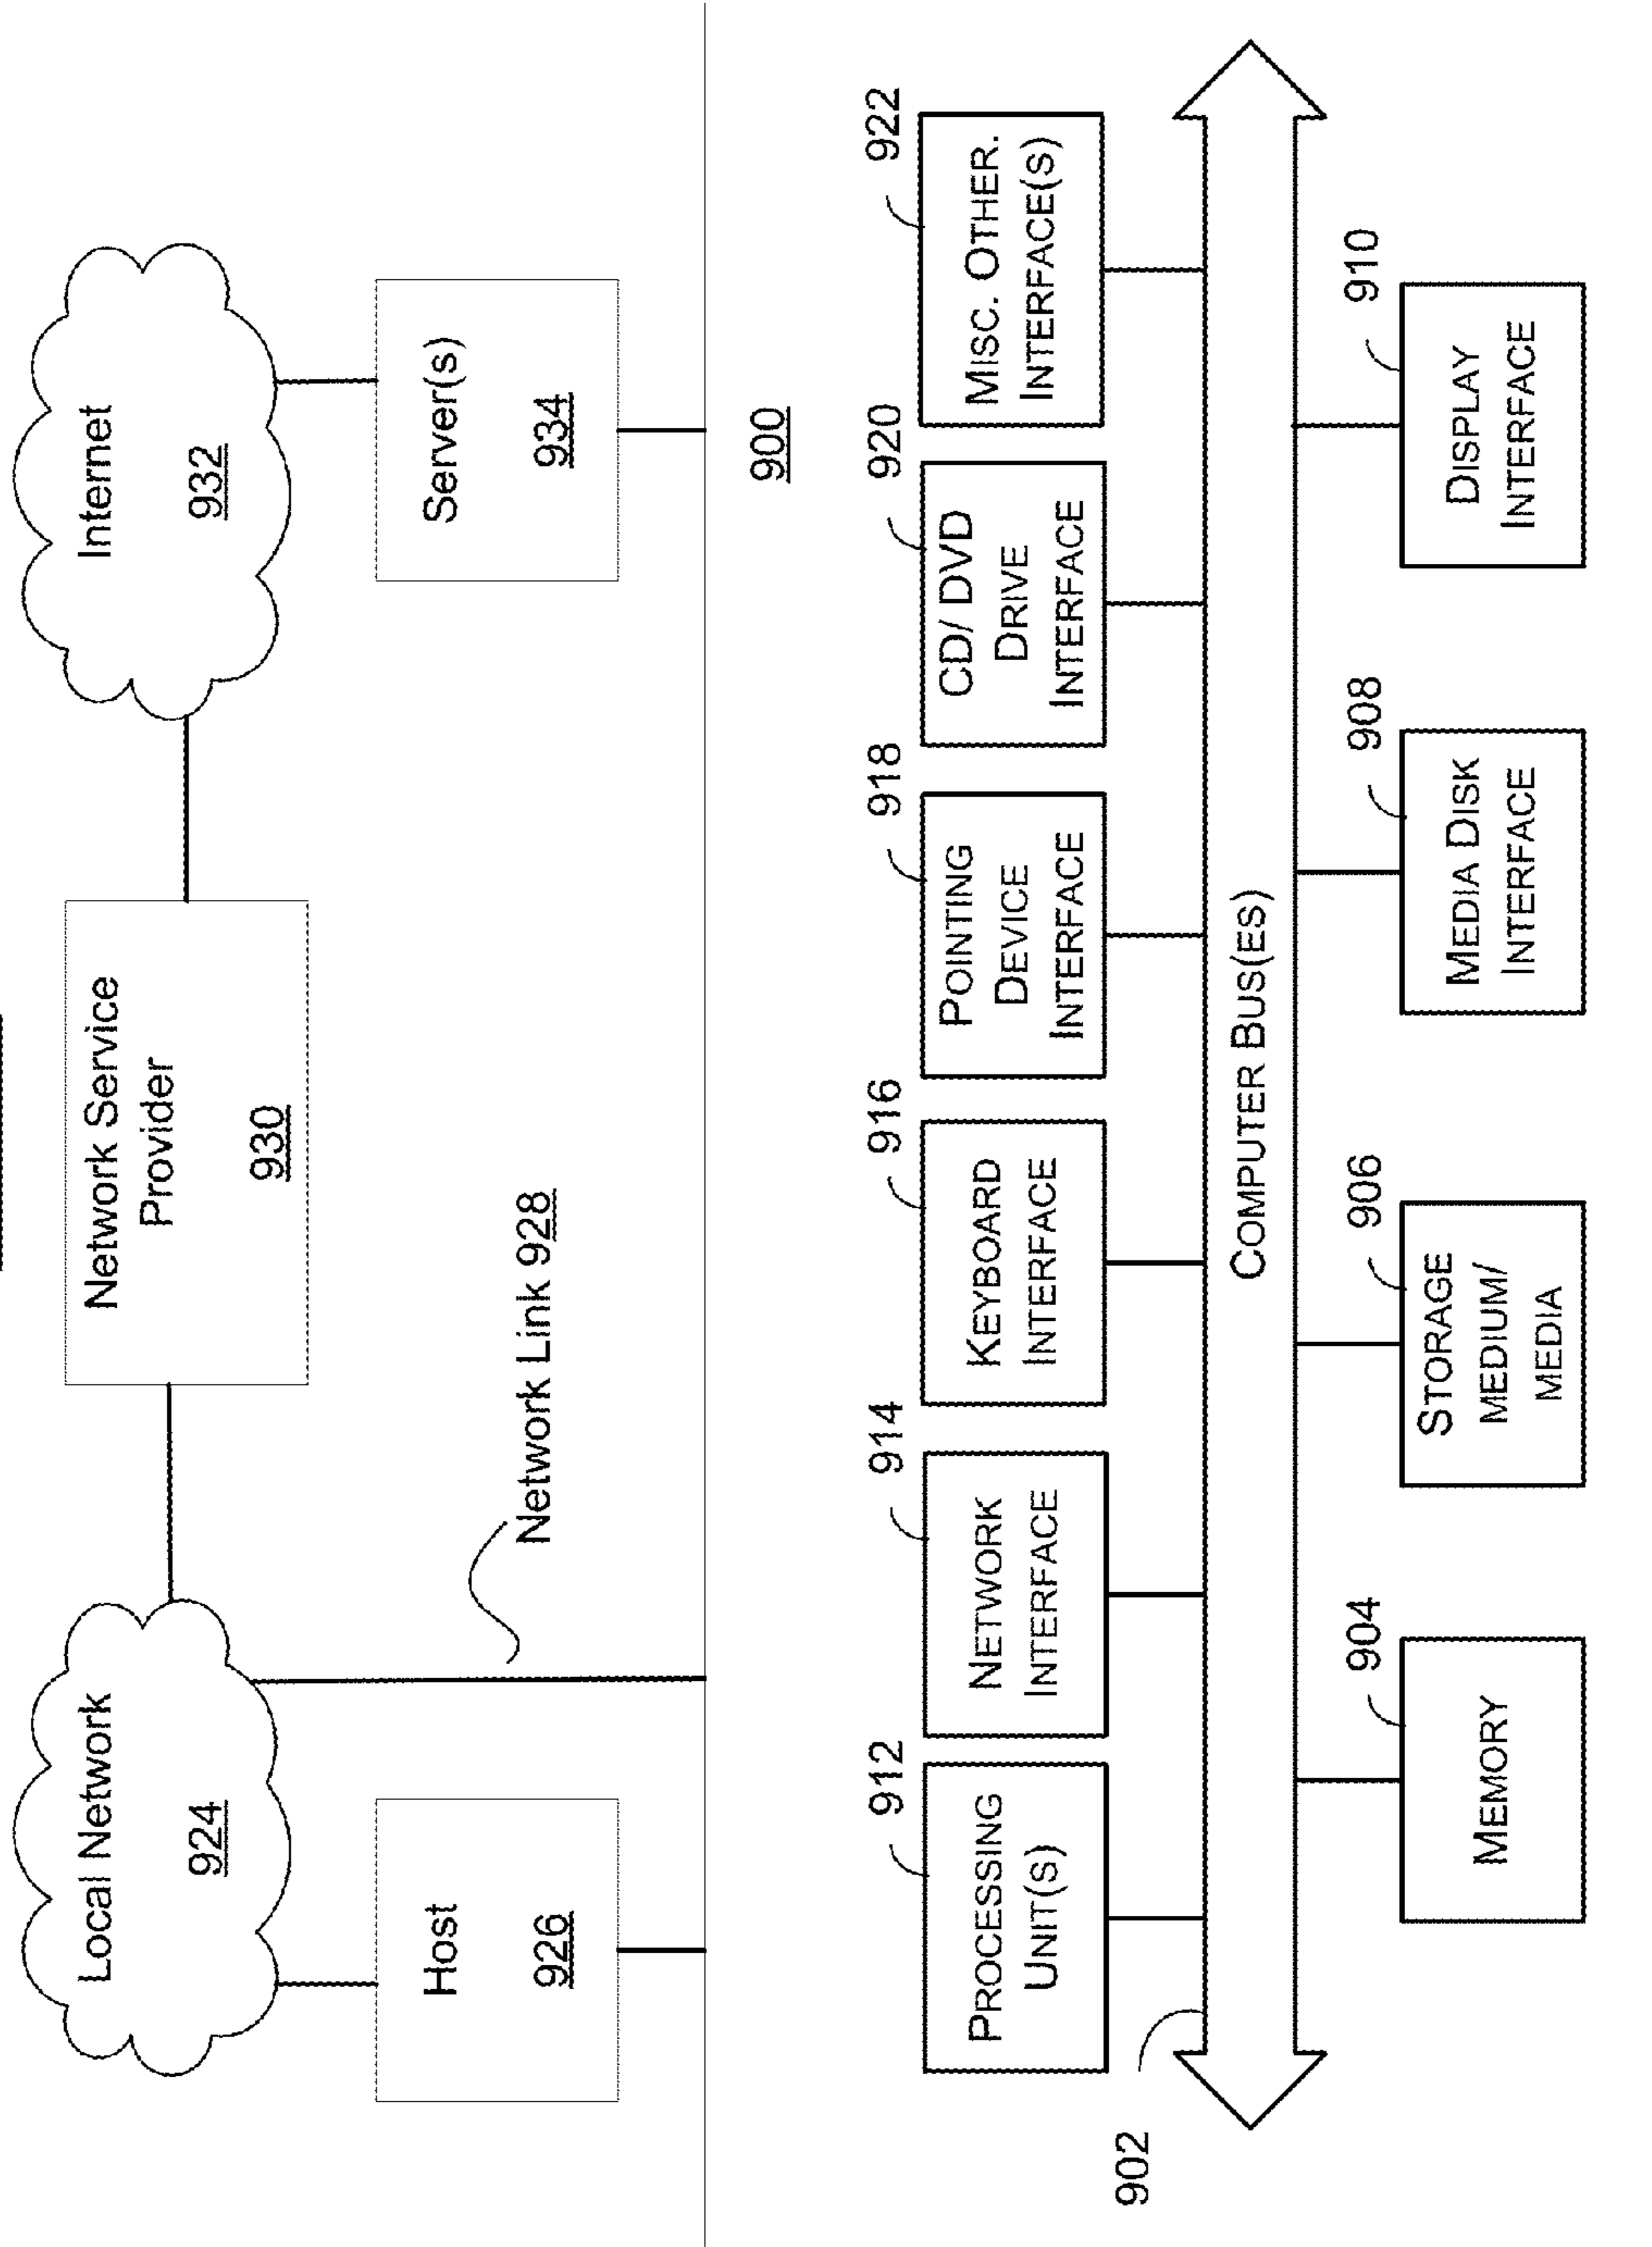 Local Network
924
Network Service
Provider
930
Internet
932
Host
926
Network Link 928
Server(s)
934
900
912
PROCESSING
UNIT(S)
914
NETWORK
INTERFACE
916
KEYBOARD
INTERFACE
918
POINTING
DEVICE
INTERFACE
920
CD/ DVD
DRIVE
INTERFACE
922
MISC. OTHER.
INTERFACE(S)
902
COMPUTER BUS(ES)
904
MEMORY
906
STORAGE
MEDIUM/
MEDIA
908
MEDIA DISK
INTERFACE
910
DISPLAY
INTERFACE